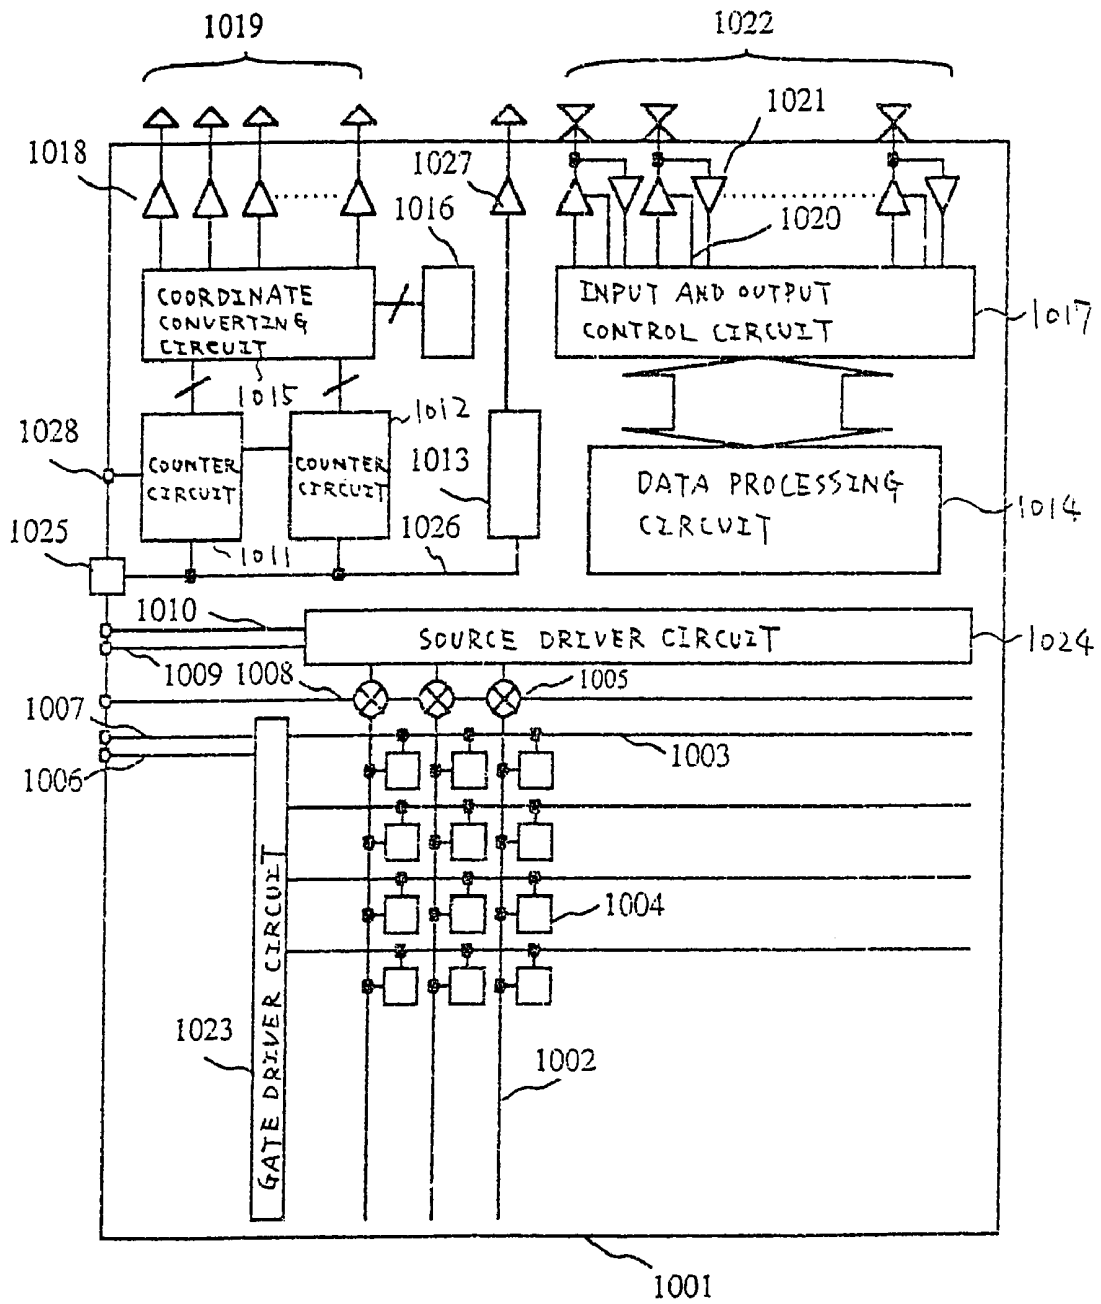 1019
1022
1021
1018
1027
1016
1020
COORDINATE
CONVERTING
CIRCUIT
INPUT AND OUTPUT
CONTROL CIRCUIT
1017
1015
1012
1028
COUNTER
CIRCUIT
COUNTER
CIRCUIT
1013
DATA PROCESSING
CIRCUIT
1014
1025
1011
1026
1010
SOURCE DRIVER CIRCUIT
1024
1009
1008
1005
1007
1003
1006
1004
GATE DRIVER CIRCUIT
1023
1002
1001